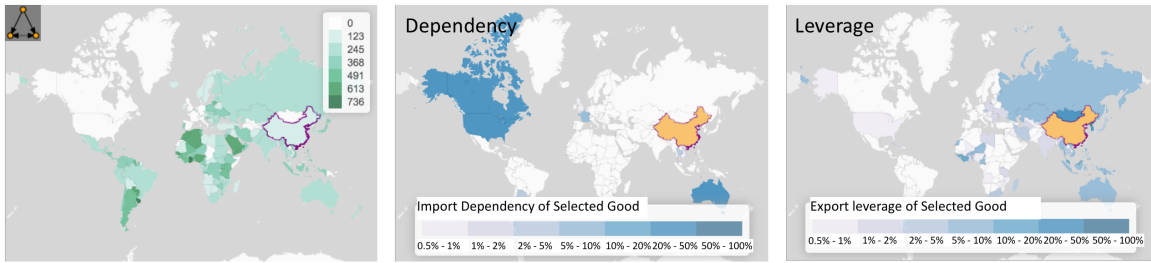 0
123
245
368
491
613
736
Dependency
Import Dependency of Selected Good
0.5% - 1% 1% - 2% 2% - 5% 5% - 10% 10% - 20% 20% - 50% 50% - 100%
Leverage
Export leverage of Selected Good
0.5% - 1% 1% - 2% 2% - 5% 5% - 10% 10% - 20% 20% - 50% 50% - 100%